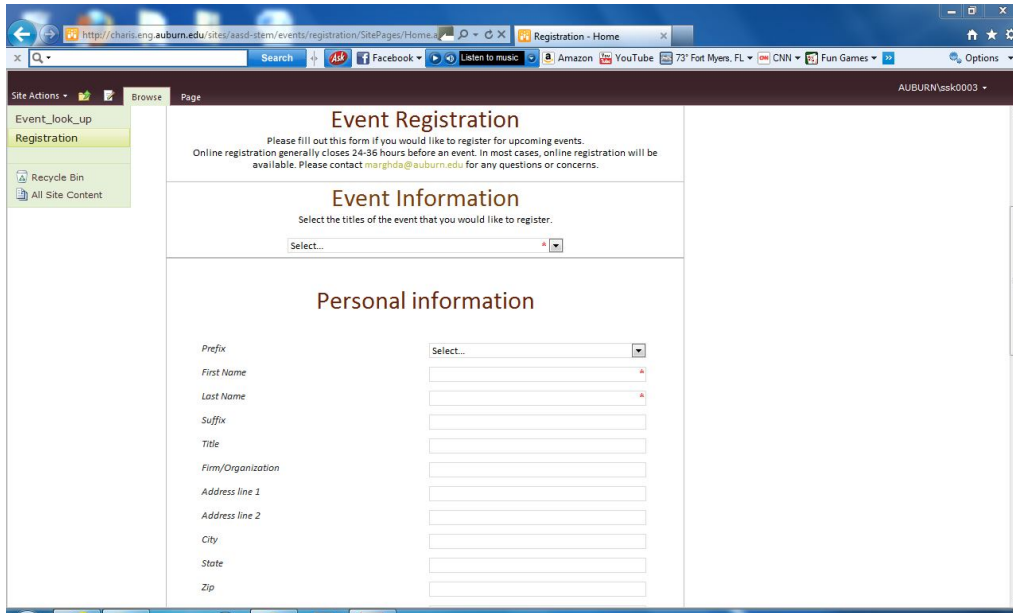 http://charis.eng.auburn.edu/sites/aasd-stem/events/registration/SitePages/Home.a
Registration - Home
Search
Ask
Facebook
Listen to music
Amazon
YouTube
73° Fort Myers, FL
CNN
Fun Games
Options
Site Actions
Browse
Page
AUBURN\ssk0003
Event_look_up
Registration
Recycle Bin
All Site Content
Event Registration
Please fill out this form if you would like to register for upcoming events.
Online registration generally closes 24-36 hours before an event. In most cases, online registration will be
available. Please contact marghda@auburn.edu for any questions or concerns.
Event Information
Select the titles of the event that you would like to register.
Select... *
Personal information
Prefix Select...
First Name *
Last Name *
Suffix
Title
Firm/Organization
Address line 1
Address line 2
City
State
Zip